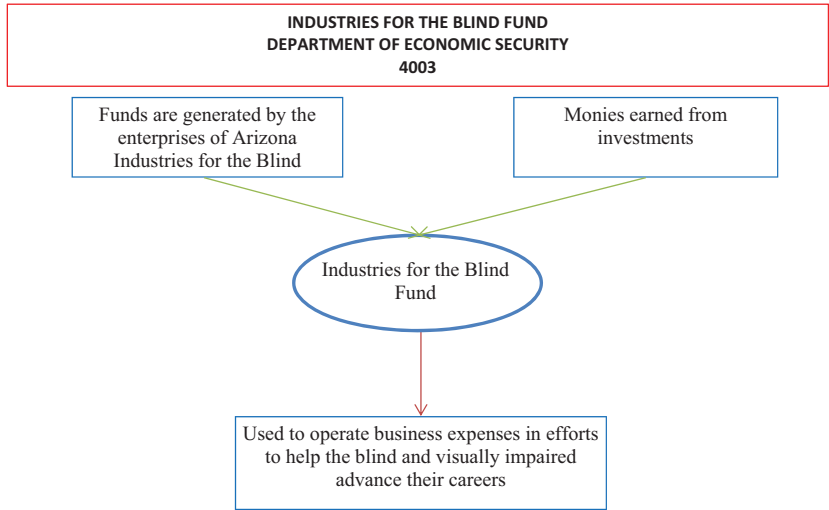 INDUSTRIES FOR THE BLIND FUND
DEPARTMENT OF ECONOMIC SECURITY
4003
Funds are generated by the
enterprises of Arizona
Industries for the Blind
Monies earned from
investments
Industries for the Blind
Fund
Used to operate business expenses in efforts
to help the blind and visually impaired
advance their careers